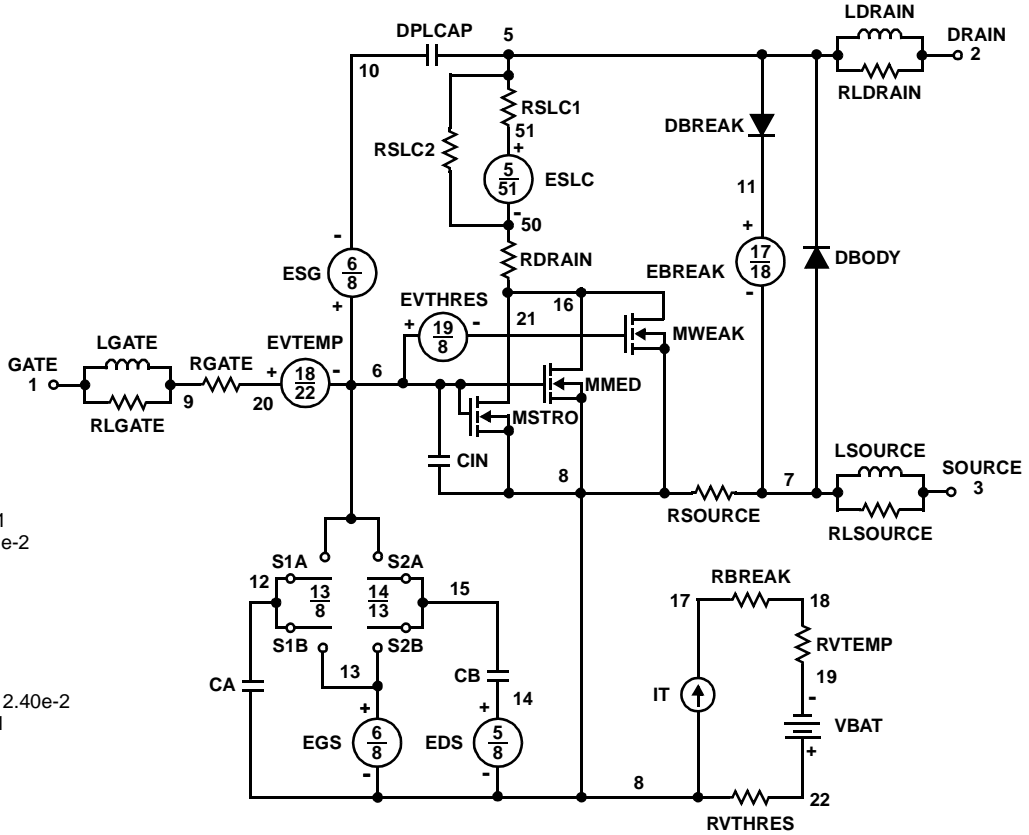 LDRAIN
DPLCAP
5
DRAIN
2
10
RLDRAIN
RSLC1
DBREAK
51
+
RSLC2
5
51
ESLC
11
-
50
-
+
RDRAIN
17
18
DBODY
ESG
6
8
EBREAK
EVTHRES
16
-
+
+
19
8
-
21
MWEAK
LGATE
EVTEMP
GATE
1
RGATE
+
18
22
-
6
MMED
9
20
MSTRO
RLGATE
LSOURCE
CIN
8
7
SOURCE
3
RSOURCE
RLSOURCE
e-2
S1A
S2A
RBREAK
12
13
8
14
13
15
17
18
S1B
S2B
RVTEMP
13
CB
19
CA
14
IT
-
2.40e-2
+
+
VBAT
EGS
6
8
EDS
5
8
+
-
-
8
22
RVTHRES